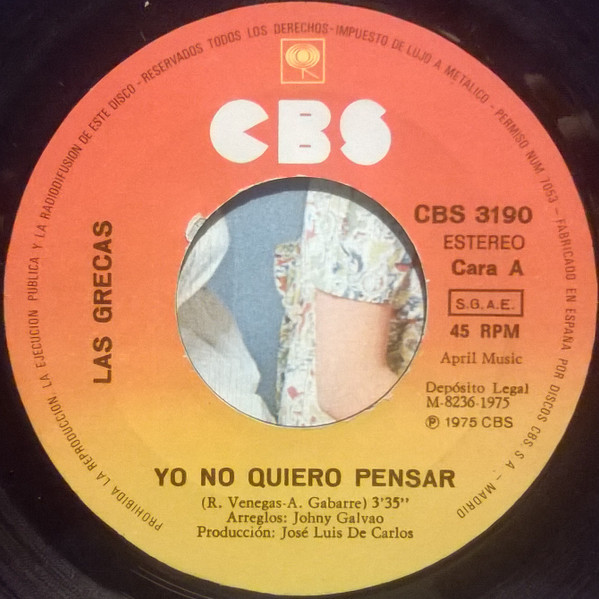 PROHIBIDA LA REPRODUCCION, LA EJECUCION PUBLICA Y LA RADIODIFUSION DE ESTE DISCO - RESERVADOS TODOS LOS DERECHOS - IMPUESTO DE LUJO A METALICO - PERMISO NUM. 7053 - FABRICADO EN ESPAÑA POR DISCOS CBS, S.A. - MADRID
CBS
LAS GRECAS
CBS 3190
ESTEREO
Cara A
S.G.A.E.
45 RPM
April Music
Depósito Legal
M-8236-1975
℗ 1975 CBS
YO NO QUIERO PENSAR
(R. Venegas-A. Gabarre) 3'35''
Arreglos: Johny Galvao
Producción: José Luis De Carlos